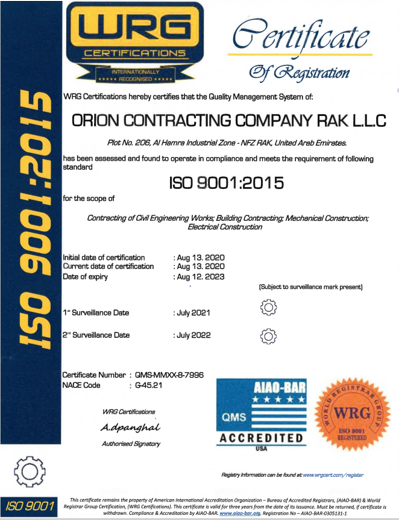 WRG
CERTIFICATIONS
INTERNATIONALLY
RECOGNISED
Certificate
Of Registration
WRG Certifications hereby certifies that the Quality Management System of:
ORION CONTRACTING COMPANY RAK L.L.C
Plot No. 206, Al Hamra Industrial Zone - NFZ RAK, United Arab Emirates.
has been assessed and found to operate in compliance and meets the requirement of following
standard
ISO 9001:2015
for the scope of
Contracting of Civil Engineering Works; Building Contracting; Mechanical Construction;
Electrical Construction
Initial date of certification : Aug 13. 2020
Current date of certification : Aug 13. 2020
Date of expiry : Aug 12. 2023
(Subject to surveillance mark present)
1st Surveillance Date : July 2021
2nd Surveillance Date : July 2022
Certificate Number : QMS-MMXX-8-7996
NACE Code : G-45.21
WRG Certifications
A.dpanghal
Authorised Signatory
AIAO-BAR
QMS
ACCREDITED
USA
WORLD REGISTRAR GROUP
WRG
ISO 9001
REGISTERED
Registry Information can be found at: www.wrgcert.com/register
ISO 9001:2015
ISO 9001
This certificate remains the property of American International Accreditation Organization – Bureau of Accredited Registrars, (AIAO-BAR) & World
Registrar Group Certification, (WRG Certifications). This certificate is valid for three years from the date of its issuance. Must be returned, if certificate is
withdrawn. Compliance & Accreditation by AIAO-BAR. www.aiao-bar.org. Registration No – AIAO-BAR-0305131-1